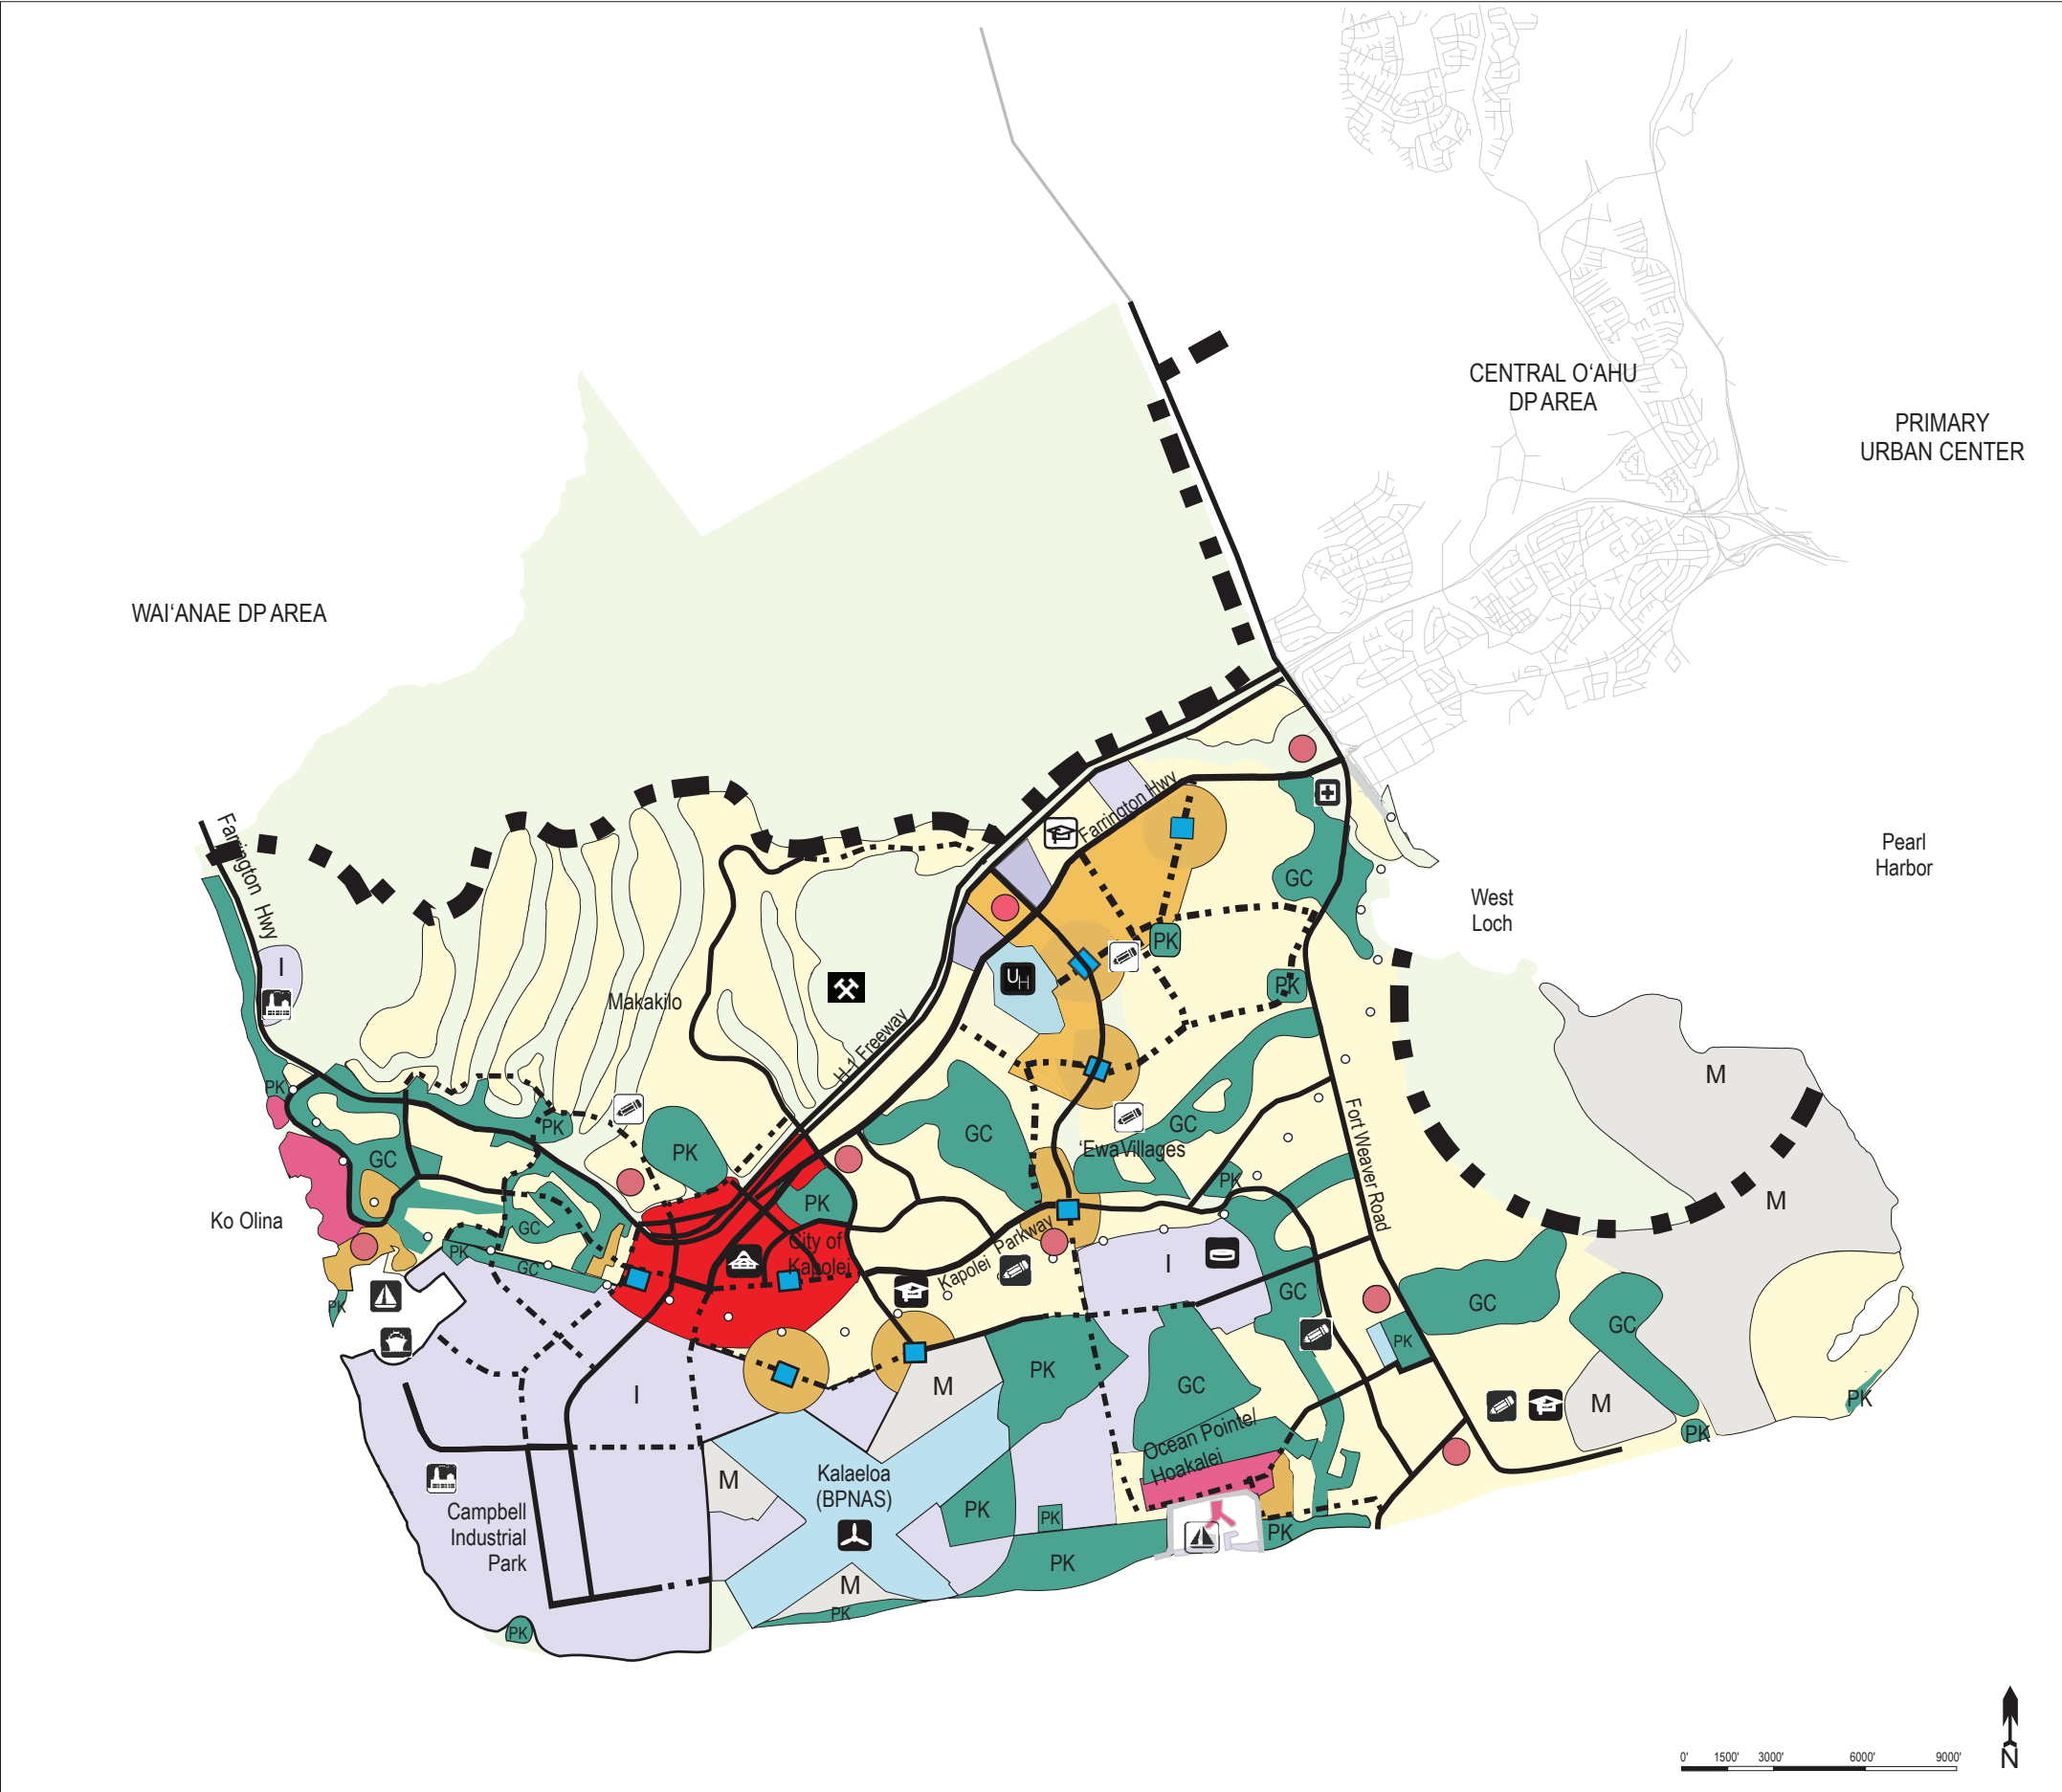 CENTRAL O‘AHU
DP AREA
PRIMARY
URBAN CENTER
WAI‘ANAE DP AREA
Pearl
Harbor
West
Loch
Farrington Hwy
Farrington Hwy
GC
PK
PK
UH
I
Makakilo
H-1 Freeway
M
PK
GC
GC
‘Ewa Villages
Fort Weaver Road
PK
PK
GC
PK
PK
M
Ko Olina
GC
PK
GC
City of
Kapolei
Kapolei Parkway
I
GC
GC
GC
PK
PK
PK
GC
I
M
M
PK
PK
Ocean Pointe/
Hoakalei
M
Kalaeloa
(BPNAS)
Campbell
Industrial
Park
PK
PK
PK
PK
M
PK
PK
0' 1500' 3000' 6000' 9000'
N